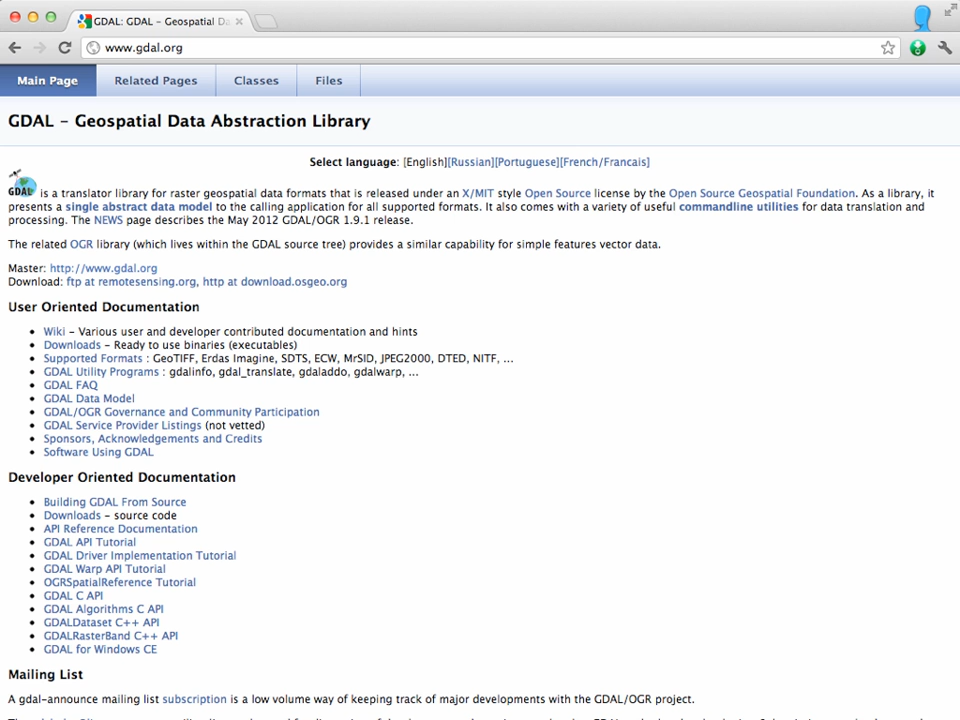 GDAL: GDAL – Geospatial Da
www.gdal.org
Main Page Related Pages Classes Files
GDAL – Geospatial Data Abstraction Library
Select language: [English][Russian][Portuguese][French/Francais]
GDAL is a translator library for raster geospatial data formats that is released under an X/MIT style Open Source license by the Open Source Geospatial Foundation. As a library, it
presents a single abstract data model to the calling application for all supported formats. It also comes with a variety of useful commandline utilities for data translation and
processing. The NEWS page describes the May 2012 GDAL/OGR 1.9.1 release.
The related OGR library (which lives within the GDAL source tree) provides a similar capability for simple features vector data.
Master: http://www.gdal.org
Download: ftp at remotesensing.org, http at download.osgeo.org
User Oriented Documentation
• Wiki – Various user and developer contributed documentation and hints
• Downloads – Ready to use binaries (executables)
• Supported Formats : GeoTIFF, Erdas Imagine, SDTS, ECW, MrSID, JPEG2000, DTED, NITF, ...
• GDAL Utility Programs : gdalinfo, gdal_translate, gdaladdo, gdalwarp, ...
• GDAL FAQ
• GDAL Data Model
• GDAL/OGR Governance and Community Participation
• GDAL Service Provider Listings (not vetted)
• Sponsors, Acknowledgements and Credits
• Software Using GDAL
Developer Oriented Documentation
• Building GDAL From Source
• Downloads – source code
• API Reference Documentation
• GDAL API Tutorial
• GDAL Driver Implementation Tutorial
• GDAL Warp API Tutorial
• OGRSpatialReference Tutorial
• GDAL C API
• GDAL Algorithms C API
• GDALDataset C++ API
• GDALRasterBand C++ API
• GDAL for Windows CE
Mailing List
A gdal-announce mailing list subscription is a low volume way of keeping track of major developments with the GDAL/OGR project.